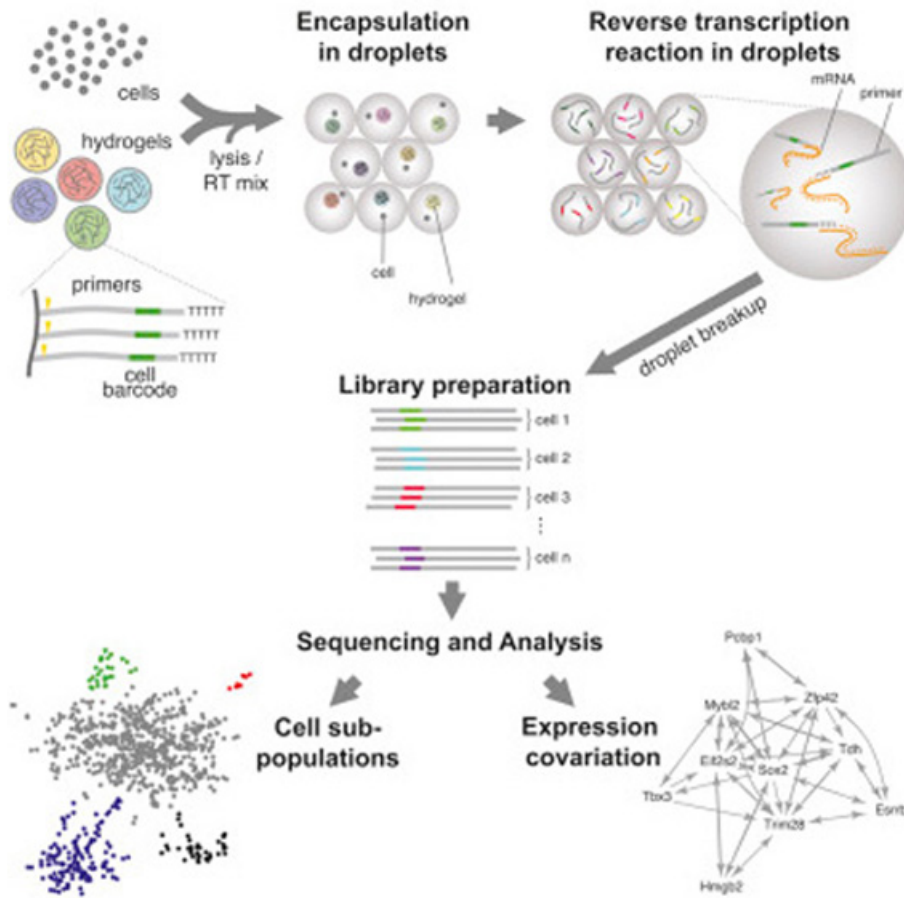 Encapsulation
in droplets
Reverse transcription
reaction in droplets
cells
hydrogels
lysis /
RT mix
mRNA
primer
cell
hydrogel
primers
TTTTT
TTTTT
TTTTT
cell
barcode
droplet breakup
Library preparation
cell 1
cell 2
cell 3
cell n
Sequencing and Analysis
Cell sub-
populations
Expression
covariation
Pcbp1
Mybl2
Zfp42
Tdh
Eif2s2
Sox2
Tbx3
Esrrb
Trim28
Hmgb2